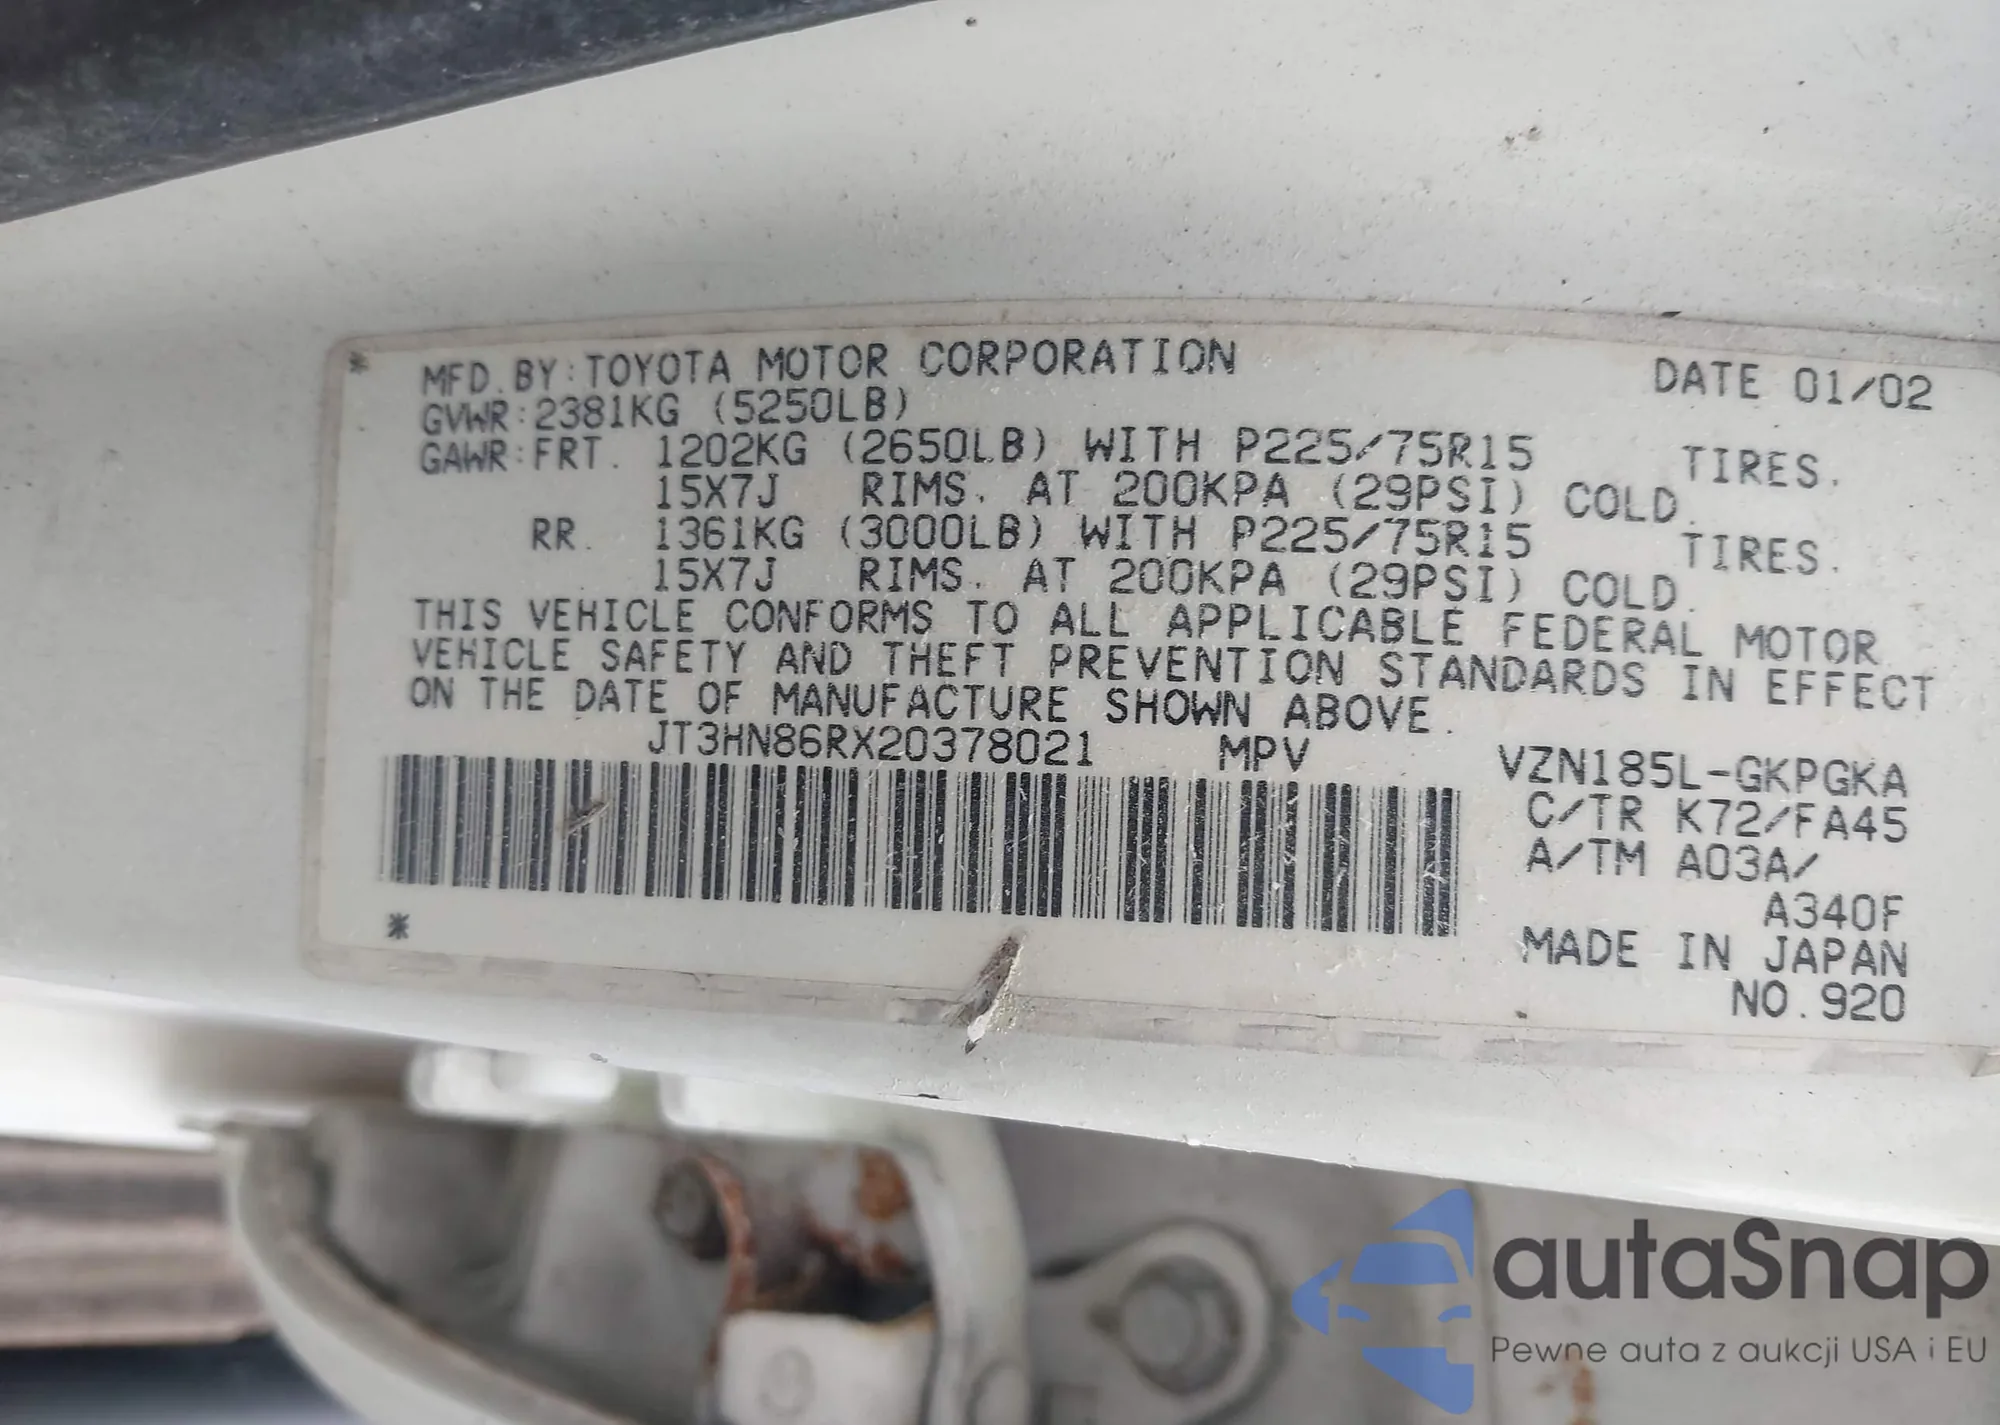 * MFD. BY: TOYOTA MOTOR CORPORATION DATE 01/02
GVWR: 2381KG (5250LB)
GAWR: FRT. 1202KG (2650LB) WITH P225/75R15 TIRES.
15X7J RIMS. AT 200KPA (29PSI) COLD.
RR. 1361KG (3000LB) WITH P225/75R15 TIRES.
15X7J RIMS. AT 200KPA (29PSI) COLD.
THIS VEHICLE CONFORMS TO ALL APPLICABLE FEDERAL MOTOR
VEHICLE SAFETY AND THEFT PREVENTION STANDARDS IN EFFECT
ON THE DATE OF MANUFACTURE SHOWN ABOVE.
JT3HN86RX20378021 MPV VZN185L-GKPGKA
C/TR K72/FA45
A/TM A03A/
A340F
* MADE IN JAPAN
NO.920
autaSnap
Pewne auta z aukcji USA i EU